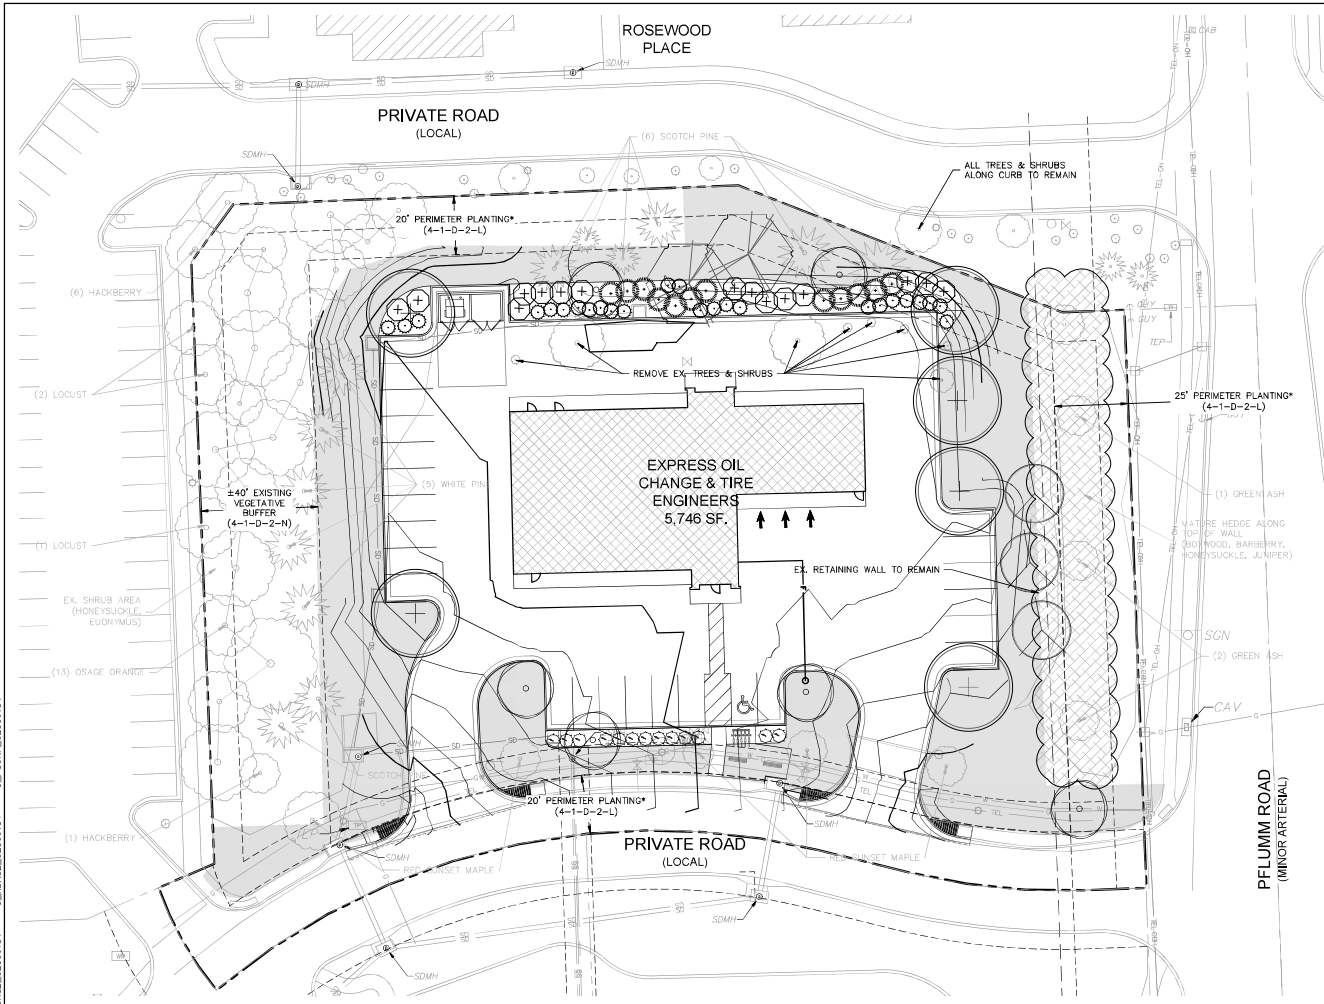 ROSEWOOD
PLACE
CAB
SDMH
SDMH
PRIVATE ROAD
(LOCAL)
(6) SCOTCH PINE
SDMH
ALL TREES & SHRUBS
ALONG CURB TO REMAIN
20' PERIMETER PLANTING*
(4-1-D-2-L)
(6) HACKBERRY
GUY
GUY
TEP
REMOVE EX. TREES & SHRUBS
(2) LOCUST
25' PERIMETER PLANTING*
(4-1-D-2-L)
EXPRESS OIL
CHANGE & TIRE
ENGINEERS
5,746 SF.
(5) WHITE PINE
±40' EXISTING
VEGETATIVE
BUFFER
(4-1-D-2-N)
(1) GREEN ASH
MATURE HEDGE ALONG
TOP OF WALL
(BOXWOOD, BARBERRY,
HONEYSUCKLE, JUNIPER)
(1) LOCUST
EX. RETAINING WALL TO REMAIN
EX. SHRUB AREA
(HONEYSUCKLE,
EUONYMUS)
SGN
(2) GREEN ASH
(13) OSAGE ORANGE
CAV
SCOTCH PINE
20' PERIMETER PLANTING*
(4-1-D-2-L)
TEP
(1) HACKBERRY
SDMH
PRIVATE ROAD
(LOCAL)
SDMH
RED SUNSET MAPLE
RED SUNSET MAPLE
PFLUMM ROAD
(MINOR ARTERIAL)
SDMH
SDMH